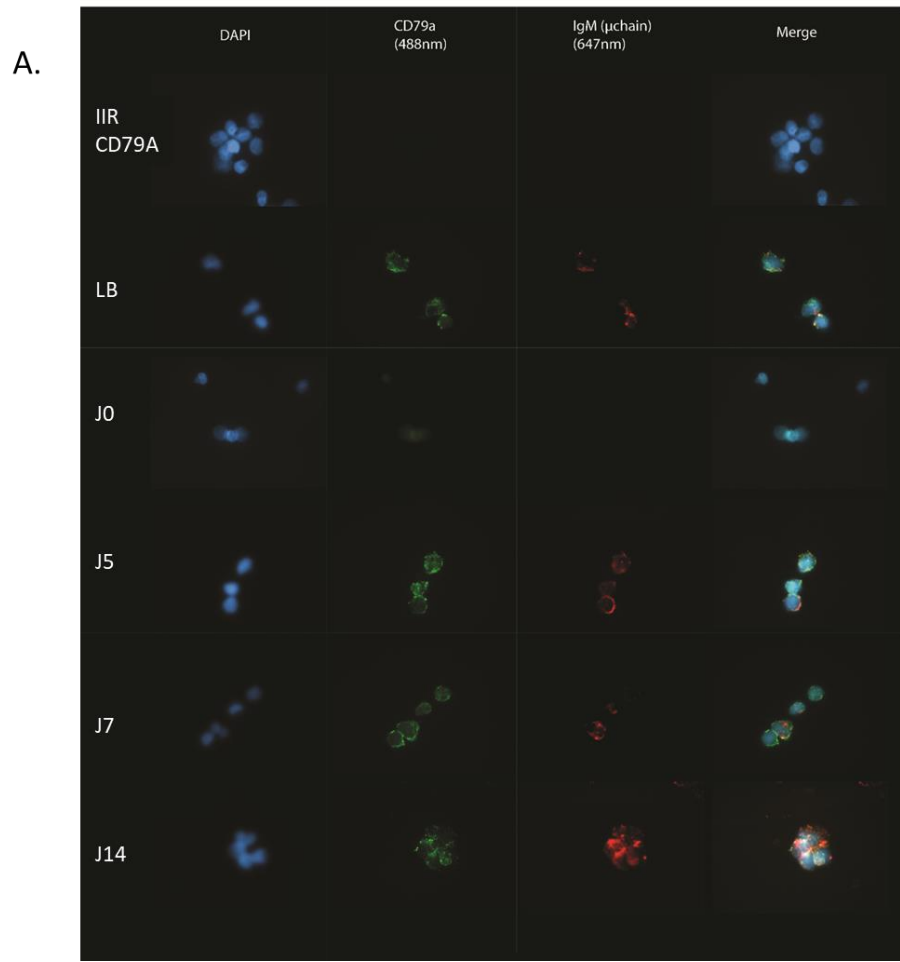 A.
DAPI
CD79a
(488nm)
IgM (μchain)
(647nm)
Merge
IIR
CD79A
LB
J0
J5
J7
J14